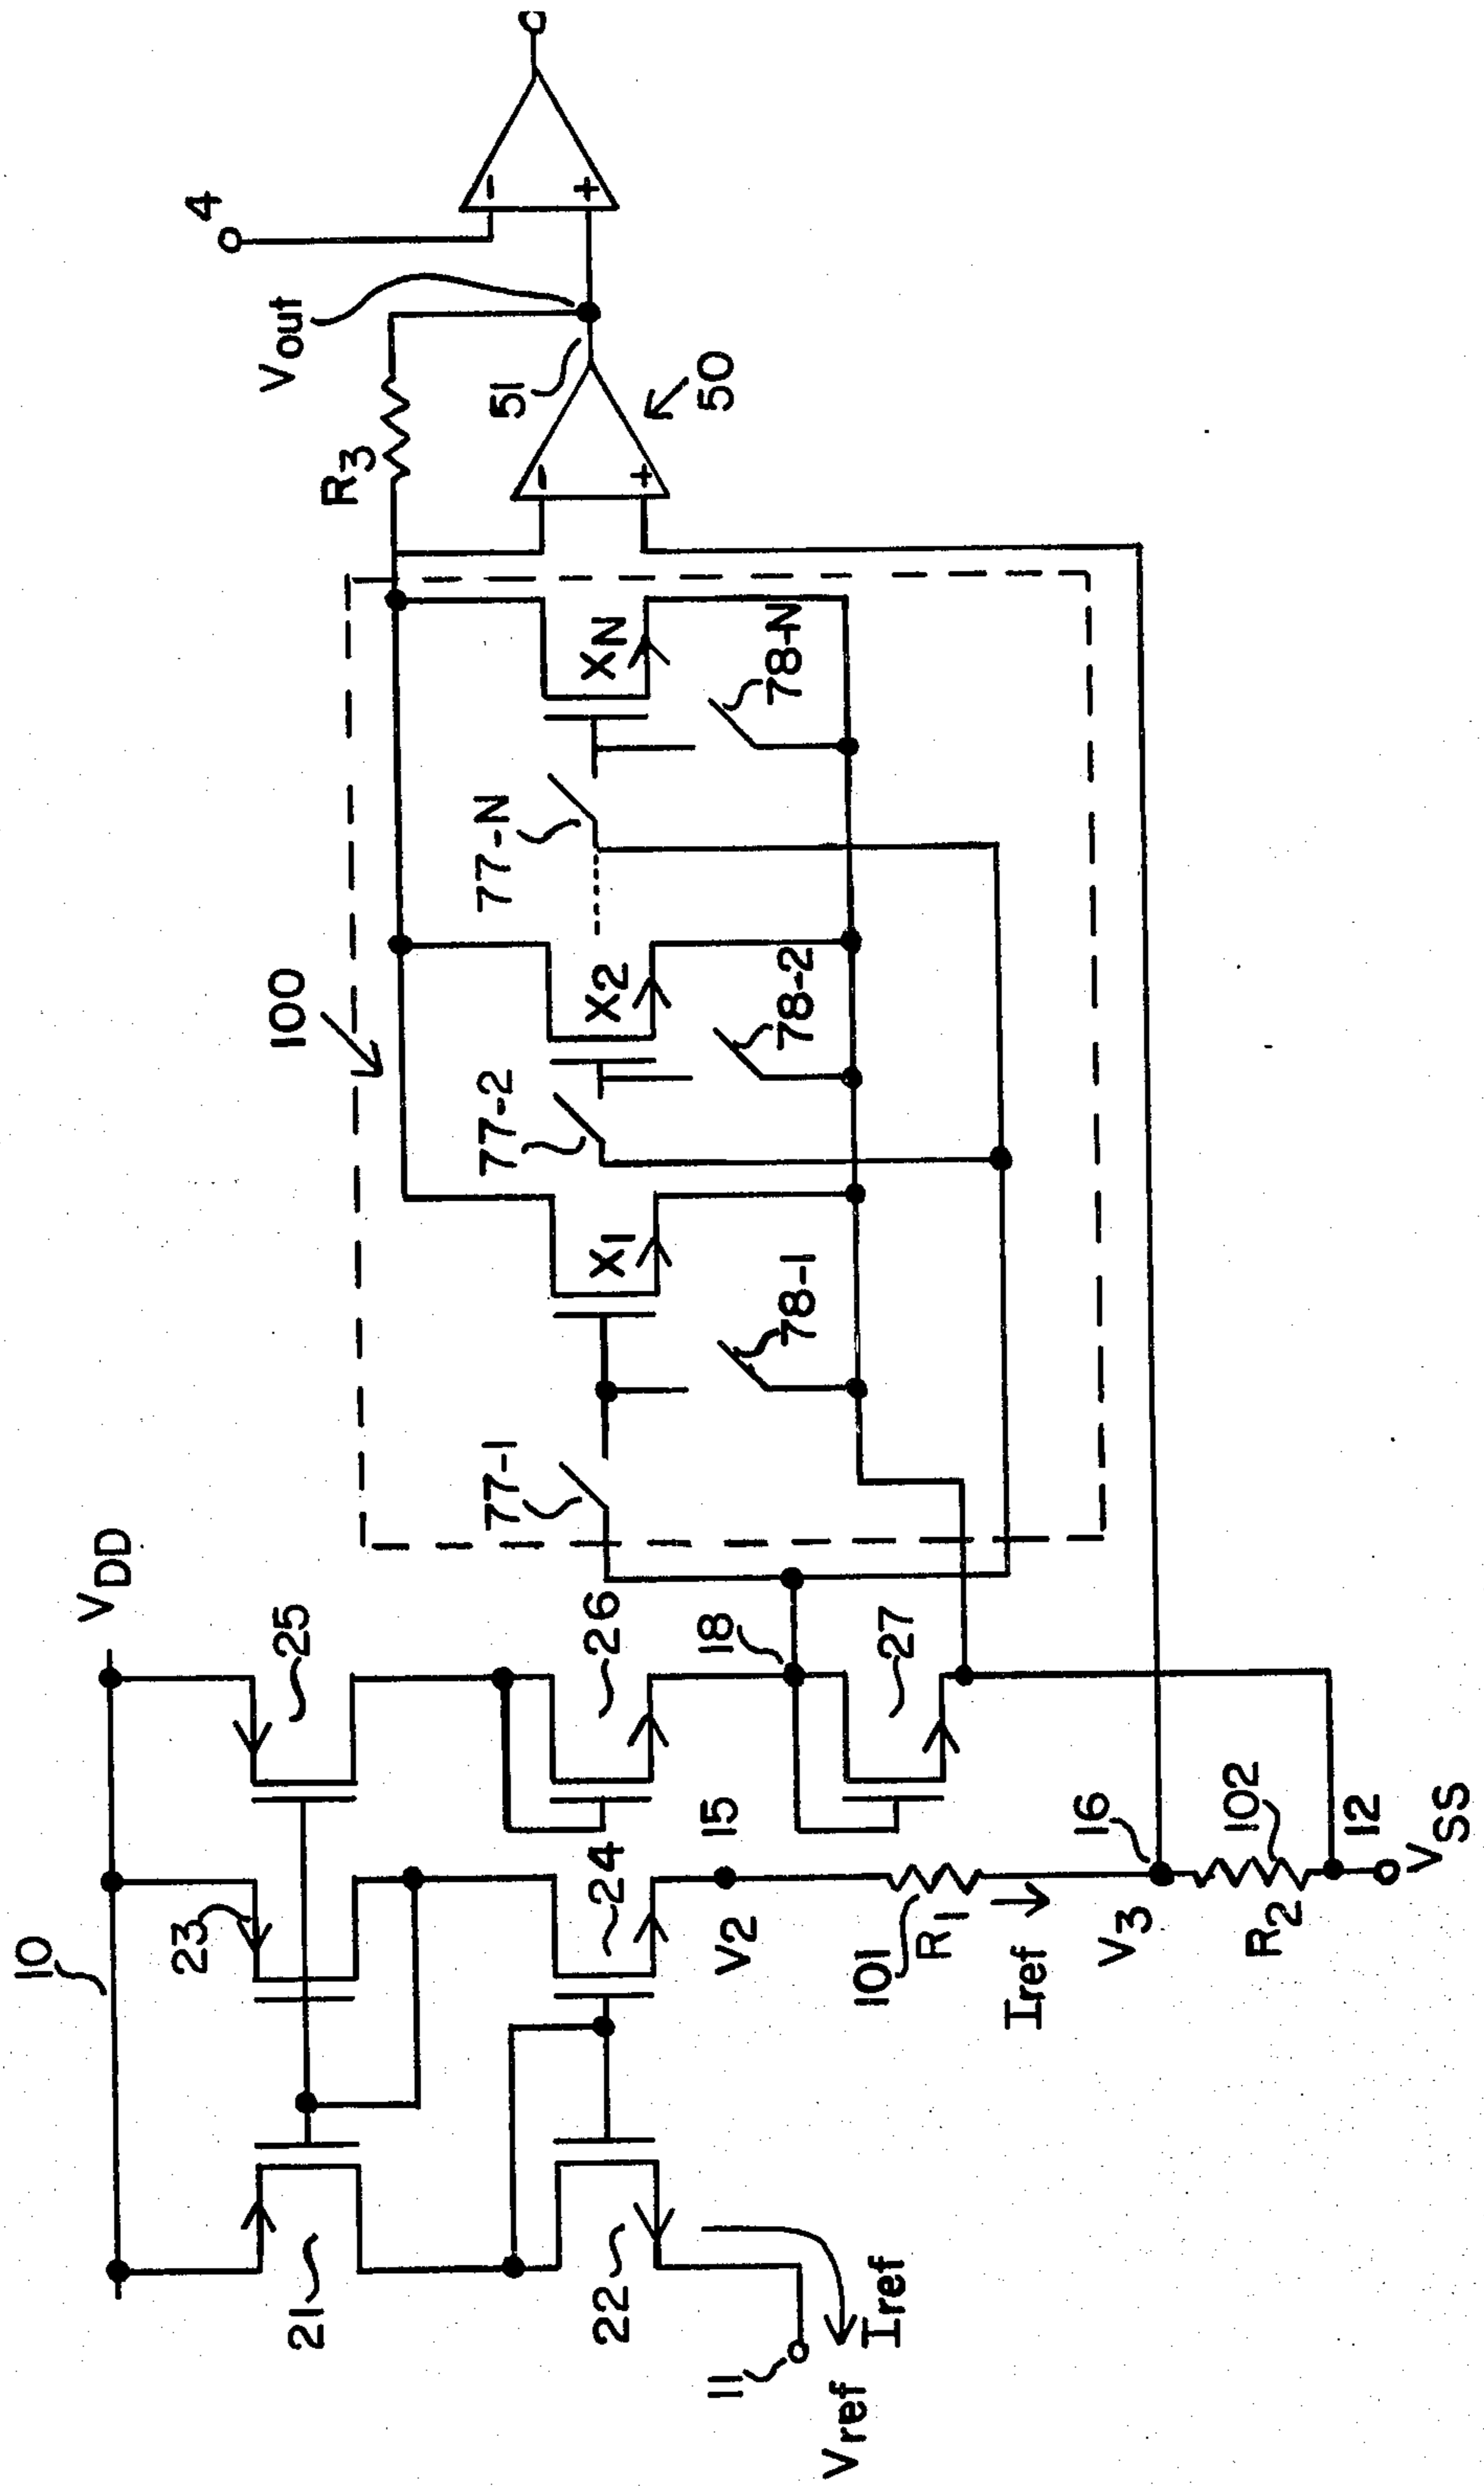 10
V_DD
21
23
25
100
R3
Vout
4
22
24
26
77-1
X1
77-2
X2
77-N
XN
−
+
50
51
−
+
11
Vref
Iref
V2
15
18
27
78-1
78-2
78-N
101
R1
Iref
V3
16
102
R2
12
VSS